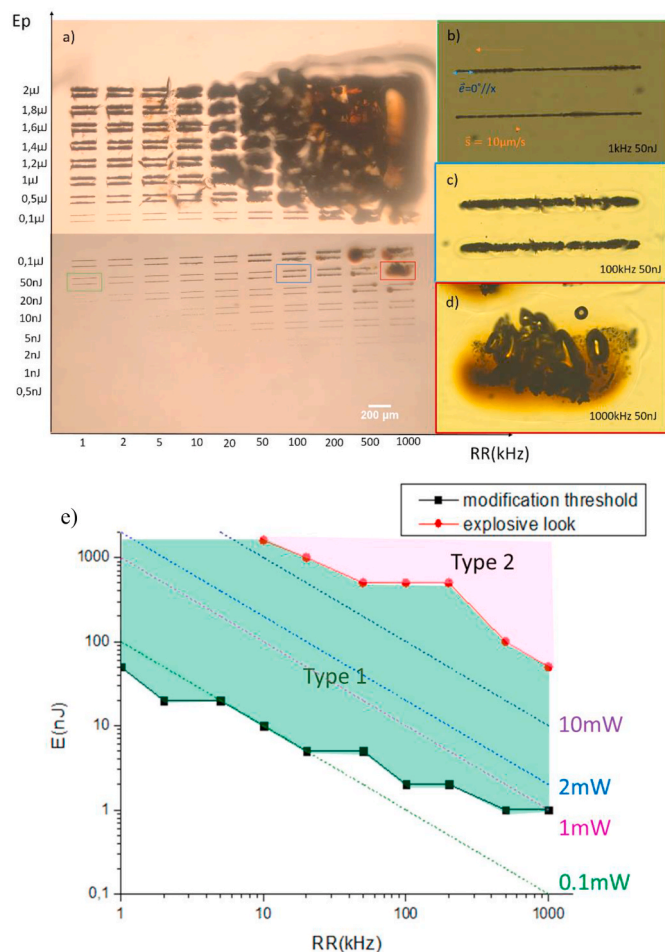 Ep
a)
2µJ
1,8µJ
1,6µJ
1,4µJ
1,2µJ
1µJ
0,5µJ
0,1µJ
0,1µJ
50nJ
20nJ
10nJ
5nJ
2nJ
1nJ
0,5nJ
200 µm
1 2 5 10 20 50 100 200 500 1000
RR(kHz)
b)
e⃗=0°//x
s⃗ = 10µm/s
1kHz 50nJ
c)
100kHz 50nJ
d)
1000kHz 50nJ
e)
modification threshold
explosive look
Type 2
Type 1
10mW
2mW
1mW
0.1mW
E(nJ)
1000
100
10
1
0,1
1 10 100 1000
RR(kHz)